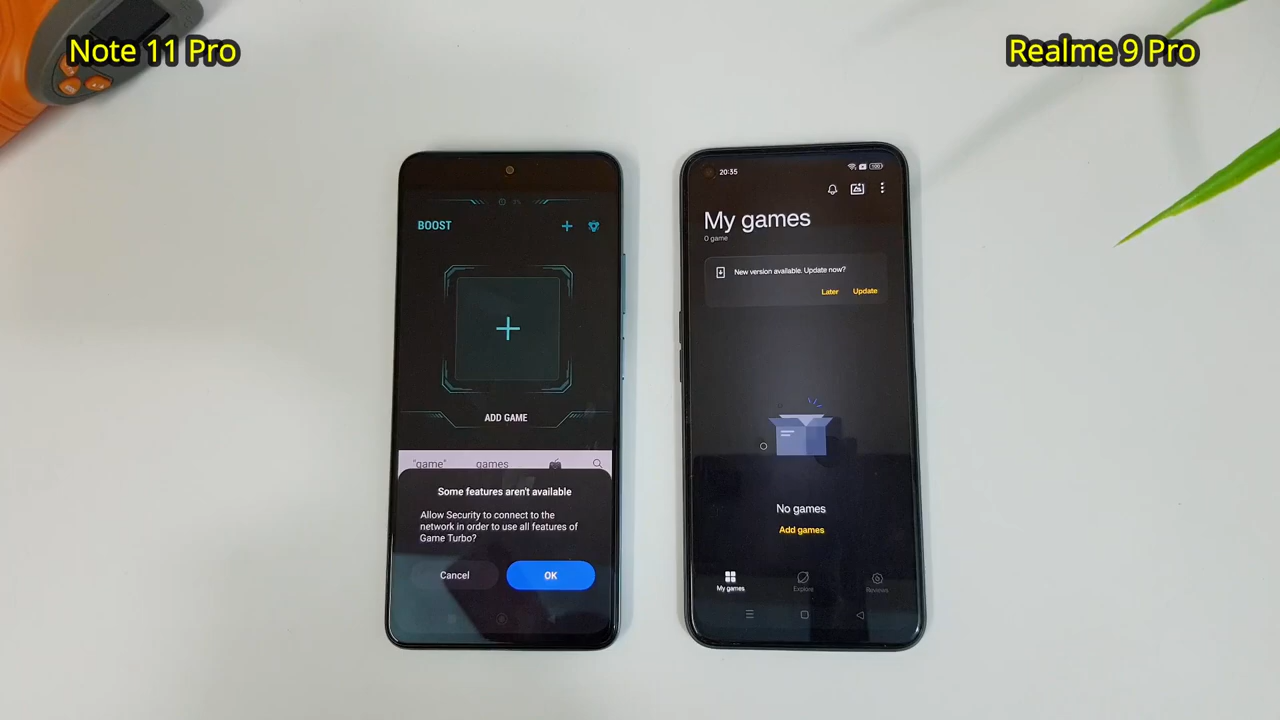 Note 11 Pro
Realme 9 Pro
BOOST
ADD GAME
"game" games
Some features aren't available
Allow Security to connect to the
network in order to use all features of
Game Turbo?
Cancel OK
20:35
My games
0 game
New version available. Update now?
Later Update
No games
Add games
My games Explore Reviews